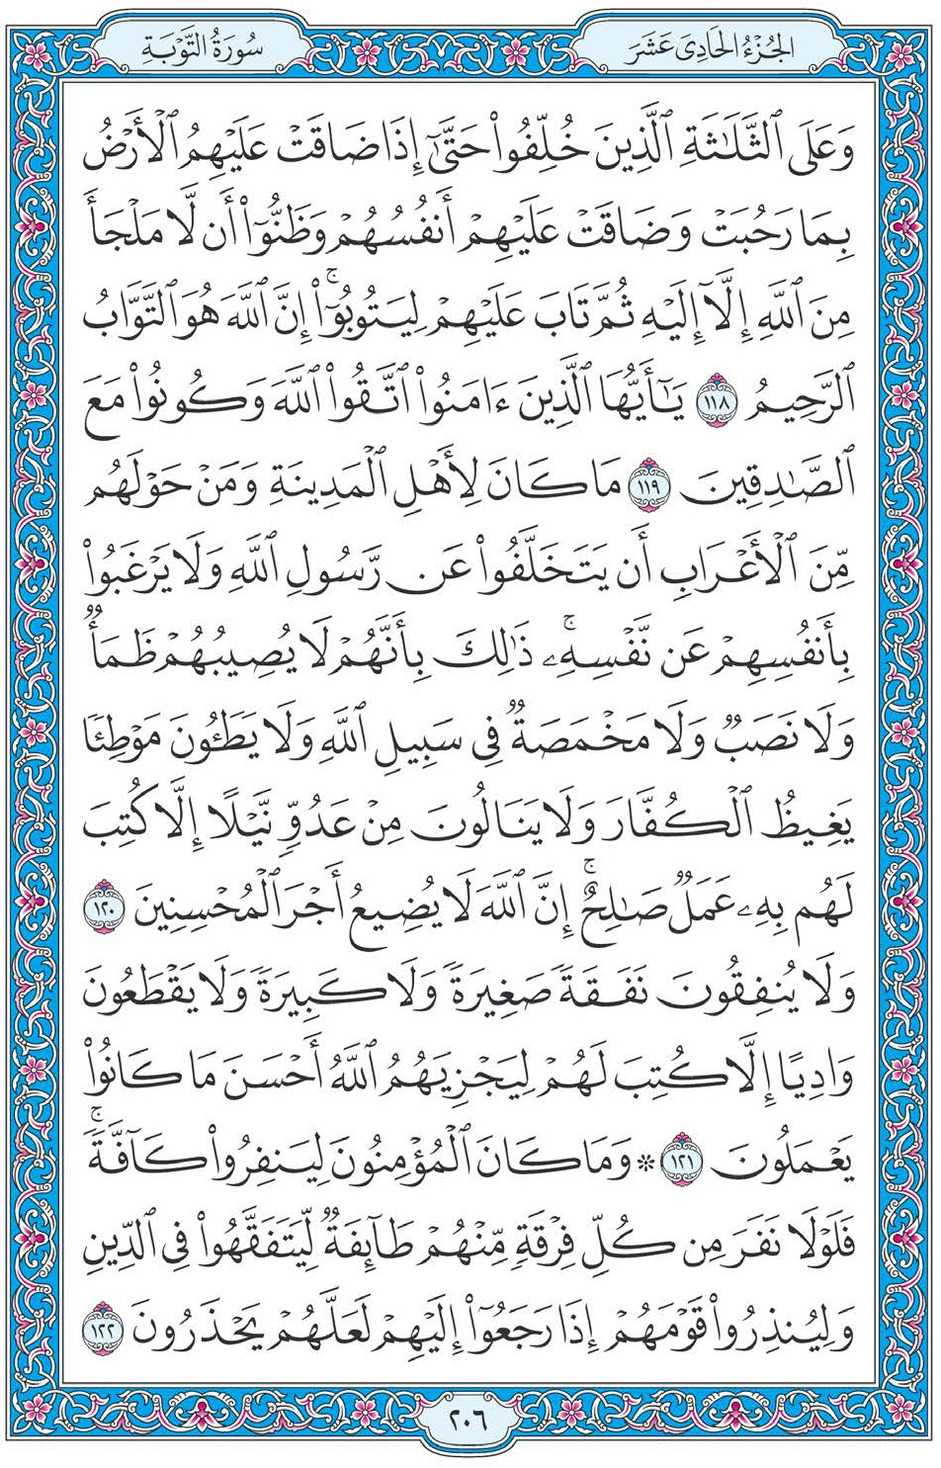 الجُزْءُ الحَادِى عَشَرَ
سُورَةُ التَّوْبَةِ
وَعَلَى ٱلثَّلَٰثَةِ ٱلَّذِينَ خُلِّفُوا۟ حَتَّىٰٓ إِذَا ضَاقَتْ عَلَيْهِمُ ٱلْأَرْضُ
بِمَا رَحُبَتْ وَضَاقَتْ عَلَيْهِمْ أَنفُسُهُمْ وَظَنُّوٓا۟ أَن لَّا مَلْجَأَ
مِنَ ٱللَّهِ إِلَّآ إِلَيْهِ ثُمَّ تَابَ عَلَيْهِمْ لِيَتُوبُوٓا۟ ۚ إِنَّ ٱللَّهَ هُوَ ٱلتَّوَّابُ
ٱلرَّحِيمُ ١١٨ يَٰٓأَيُّهَا ٱلَّذِينَ ءَامَنُوا۟ ٱتَّقُوا۟ ٱللَّهَ وَكُونُوا۟ مَعَ
ٱلصَّٰدِقِينَ ١١٩ مَا كَانَ لِأَهْلِ ٱلْمَدِينَةِ وَمَنْ حَوْلَهُم
مِّنَ ٱلْأَعْرَابِ أَن يَتَخَلَّفُوا۟ عَن رَّسُولِ ٱللَّهِ وَلَا يَرْغَبُوا۟
بِأَنفُسِهِمْ عَن نَّفْسِهِۦ ۚ ذَٰلِكَ بِأَنَّهُمْ لَا يُصِيبُهُمْ ظَمَأٌ
وَلَا نَصَبٌ وَلَا مَخْمَصَةٌ فِى سَبِيلِ ٱللَّهِ وَلَا يَطَـُٔونَ مَوْطِئًا
يَغِيظُ ٱلْكُفَّارَ وَلَا يَنَالُونَ مِنْ عَدُوٍّ نَّيْلًا إِلَّا كُتِبَ
لَهُم بِهِۦ عَمَلٌ صَٰلِحٌ ۚ إِنَّ ٱللَّهَ لَا يُضِيعُ أَجْرَ ٱلْمُحْسِنِينَ ١٢٠
وَلَا يُنفِقُونَ نَفَقَةً صَغِيرَةً وَلَا كَبِيرَةً وَلَا يَقْطَعُونَ
وَادِيًا إِلَّا كُتِبَ لَهُمْ لِيَجْزِيَهُمُ ٱللَّهُ أَحْسَنَ مَا كَانُوا۟
يَعْمَلُونَ ١٢١ ۞ وَمَا كَانَ ٱلْمُؤْمِنُونَ لِيَنفِرُوا۟ كَآفَّةً ۚ
فَلَوْلَا نَفَرَ مِن كُلِّ فِرْقَةٍ مِّنْهُمْ طَآئِفَةٌ لِّيَتَفَقَّهُوا۟ فِى ٱلدِّينِ
وَلِيُنذِرُوا۟ قَوْمَهُمْ إِذَا رَجَعُوٓا۟ إِلَيْهِمْ لَعَلَّهُمْ يَحْذَرُونَ ١٢٢
٢٠٦